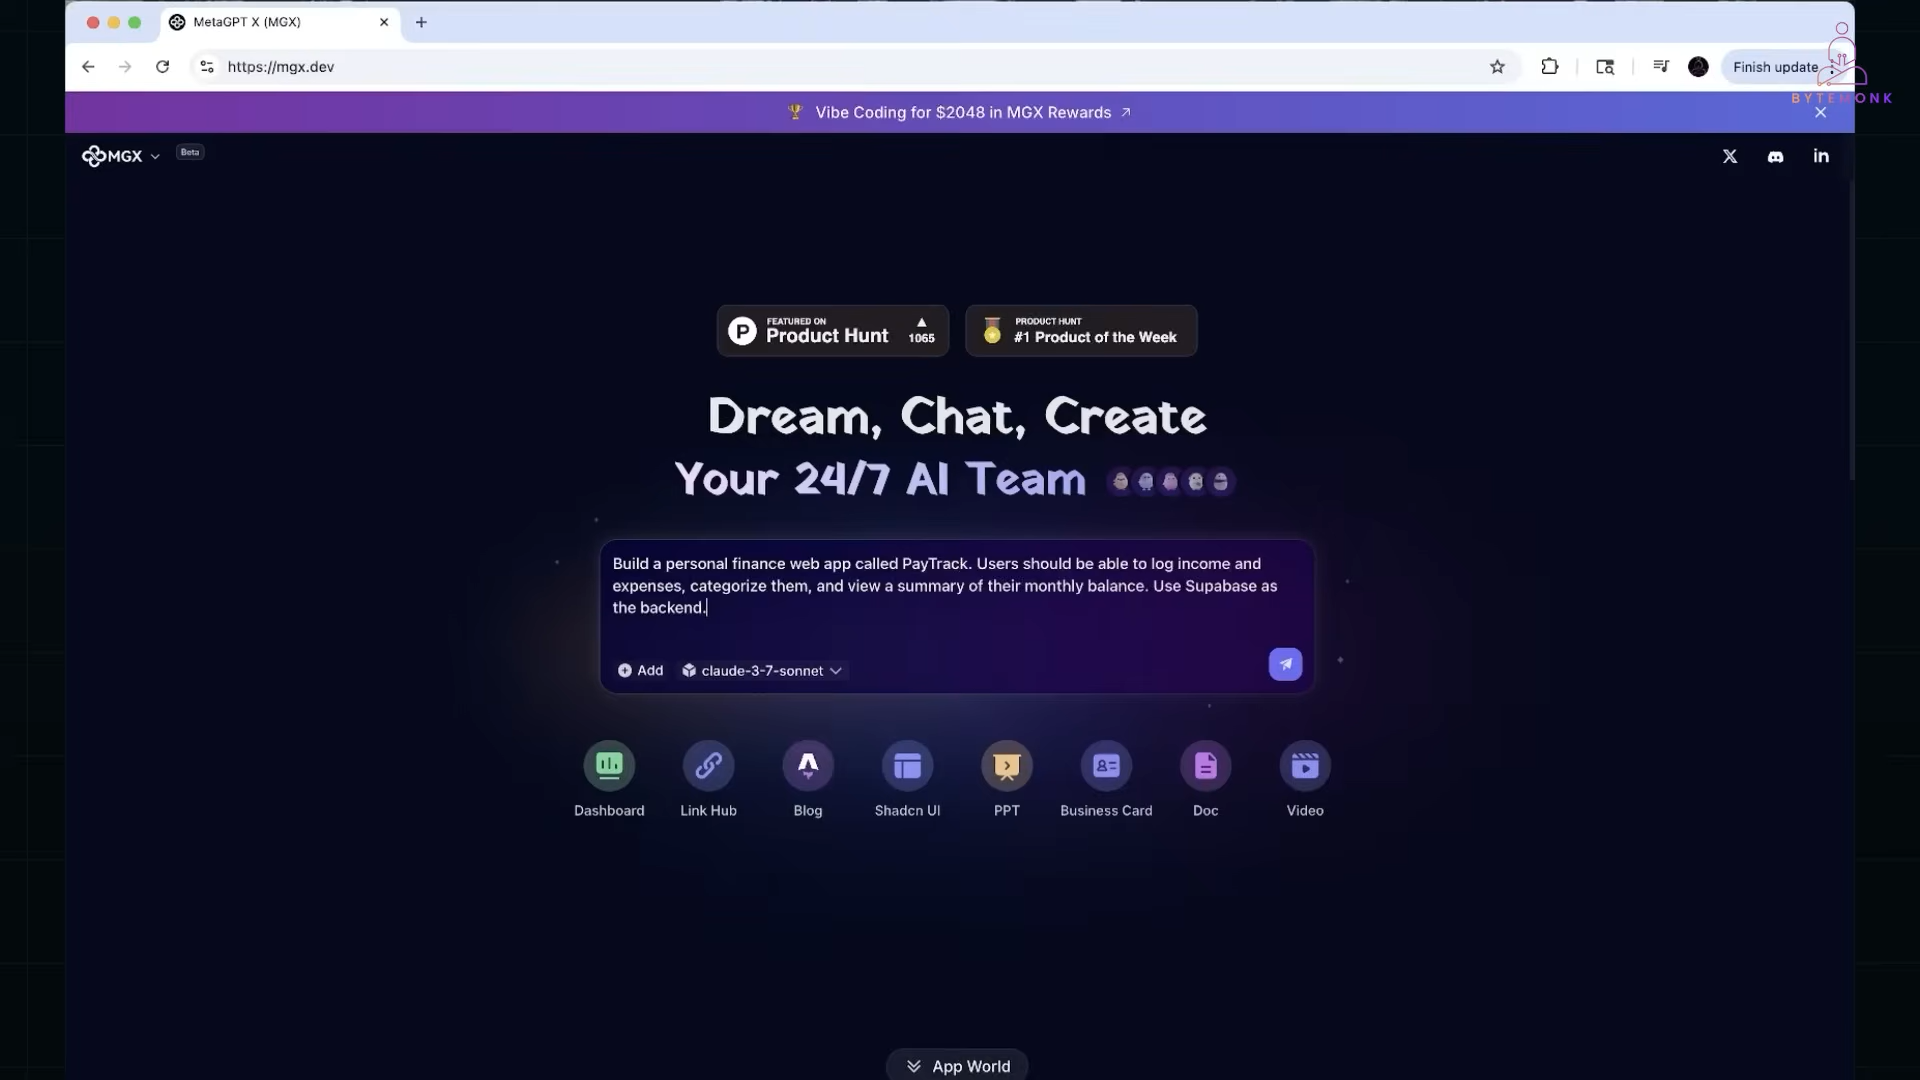 MetaGPT X (MGX)
https://mgx.dev
Finish update
BYTEMONK
Vibe Coding for $2048 in MGX Rewards
MGX
Beta
FEATURED ON
Product Hunt
1065
PRODUCT HUNT
#1 Product of the Week
Dream, Chat, Create
Your 24/7 AI Team
Build a personal finance web app called PayTrack. Users should be able to log income and
expenses, categorize them, and view a summary of their monthly balance. Use Supabase as
the backend.
Add
claude-3-7-sonnet
Dashboard
Link Hub
Blog
Shadcn UI
PPT
Business Card
Doc
Video
App World